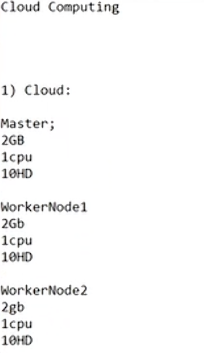 Cloud Computing
1) Cloud:
Master;
2GB
1cpu
10HD
WorkerNode1
2Gb
1cpu
10HD
WorkerNode2
2gb
1cpu
10HD